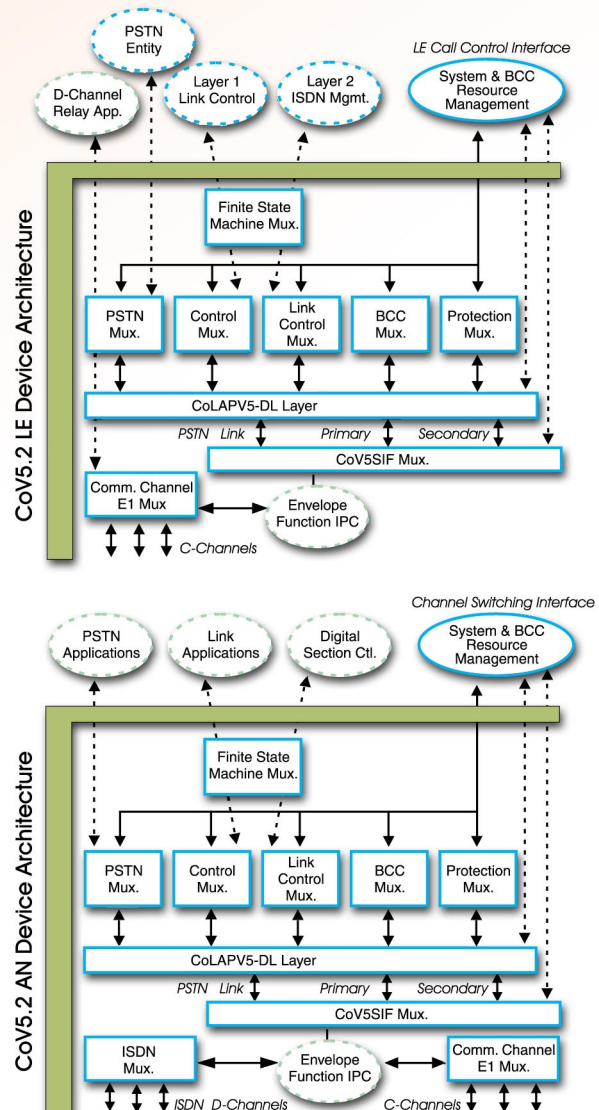 PSTN
Entity
LE Call Control Interface
D-Channel
Relay App.
Layer 1
Link Control
Layer 2
ISDN Mgmt.
System & BCC
Resource
Management
CoV5.2 LE Device Architecture
Finite State
Machine Mux.
PSTN
Mux.
Control
Mux.
Link
Control
Mux.
BCC
Mux.
Protection
Mux.
CoLAPV5-DL Layer
PSTN Link
Primary
Secondary
CoV5SIF Mux.
Comm. Channel
E1 Mux
Envelope
Function IPC
C-Channels
Channel Switching Interface
PSTN
Applications
Link
Applications
Digital
Section Ctl.
System & BCC
Resource
Management
CoV5.2 AN Device Architecture
Finite State
Machine Mux.
PSTN
Mux.
Control
Mux.
Link
Control
Mux.
BCC
Mux.
Protection
Mux.
CoLAPV5-DL Layer
PSTN Link
Primary
Secondary
CoV5SIF Mux.
ISDN
Mux.
Envelope
Function IPC
Comm. Channel
E1 Mux.
ISDN D-Channels
C-Channels